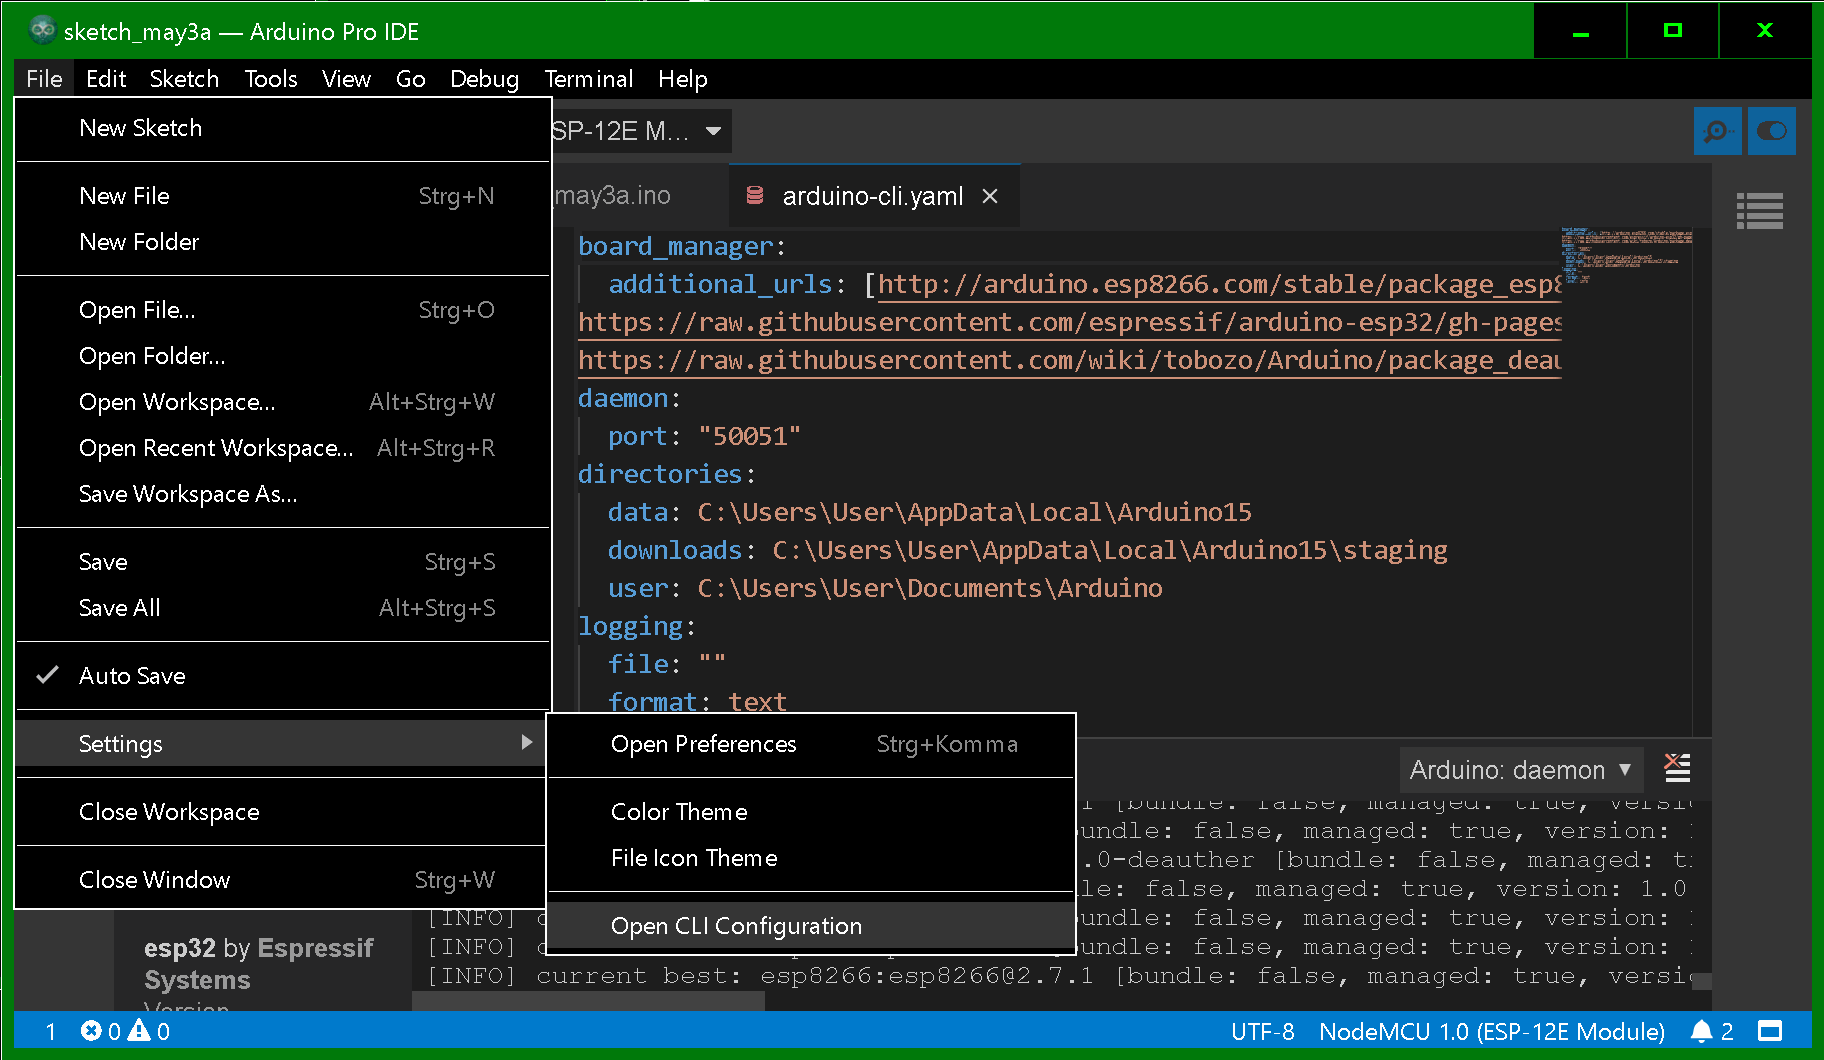 sketch_may3a — Arduino Pro IDE
File Edit Sketch Tools View Go Debug Terminal Help
New Sketch
New File Strg+N
New Folder
Open File... Strg+O
Open Folder...
Open Workspace... Alt+Strg+W
Open Recent Workspace... Alt+Strg+R
Save Workspace As...
Save Strg+S
Save All Alt+Strg+S
Auto Save
Settings
Close Workspace
Close Window Strg+W
Open Preferences Strg+Komma
Color Theme
File Icon Theme
Open CLI Configuration
SP-12E M...
may3a.ino
arduino-cli.yaml
board_manager:
additional_urls: [http://arduino.esp8266.com/stable/package_esp8
https://raw.githubusercontent.com/espressif/arduino-esp32/gh-pages
https://raw.githubusercontent.com/wiki/tobozo/Arduino/package_deau
daemon:
port: "50051"
directories:
data: C:\Users\User\AppData\Local\Arduino15
downloads: C:\Users\User\AppData\Local\Arduino15\staging
user: C:\Users\User\Documents\Arduino
logging:
file: ""
format: text
Arduino: daemon
[bundle: false, managed: true, versi
bundle: false, managed: true, version:
.0-deauther [bundle: false, managed: t
le: false, managed: true, version: 1.0
[INFO] c
bundle: false, managed: true, version:
[INFO] c
bundle: false, managed: true, version:
[INFO] current best: esp8266:esp8266@2.7.1 [bundle: false, managed: true, versi
esp32 by Espressif
Systems
Version
1 0 0
UTF-8 NodeMCU 1.0 (ESP-12E Module) 2